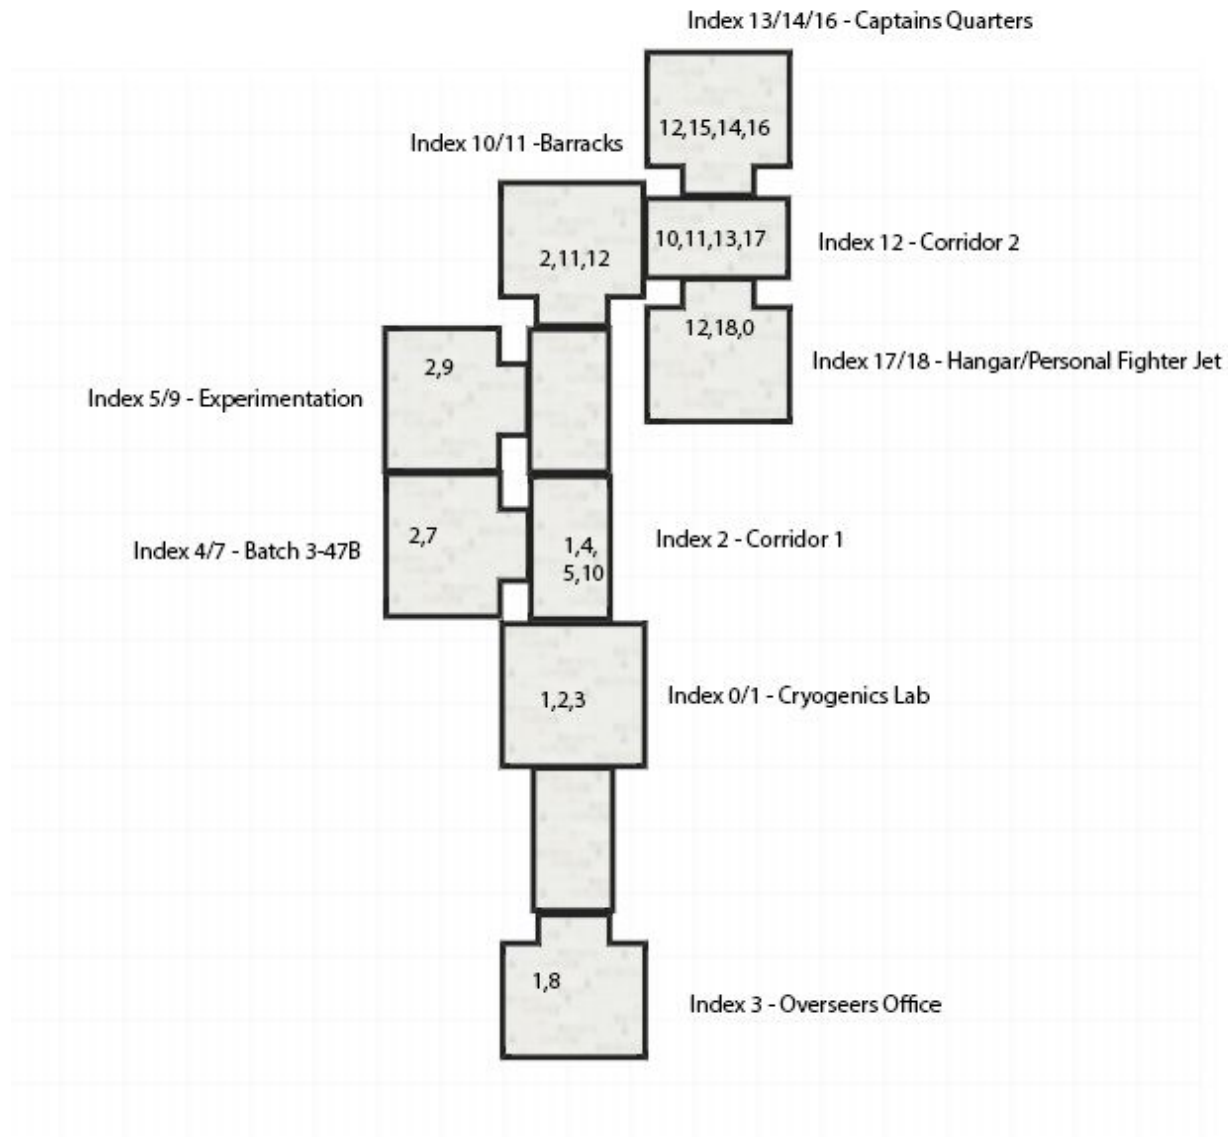 Index 13/14/16 - Captains Quarters
12,15,14,16
Index 10/11 -Barracks
10,11,13,17
Index 12 - Corridor 2
2,11,12
12,18,0
Index 17/18 - Hangar/Personal Fighter Jet
2,9
Index 5/9 - Experimentation
2,7
1,4,
5,10
Index 2 - Corridor 1
Index 4/7 - Batch 3-47B
1,2,3
Index 0/1 - Cryogenics Lab
1,8
Index 3 - Overseers Office